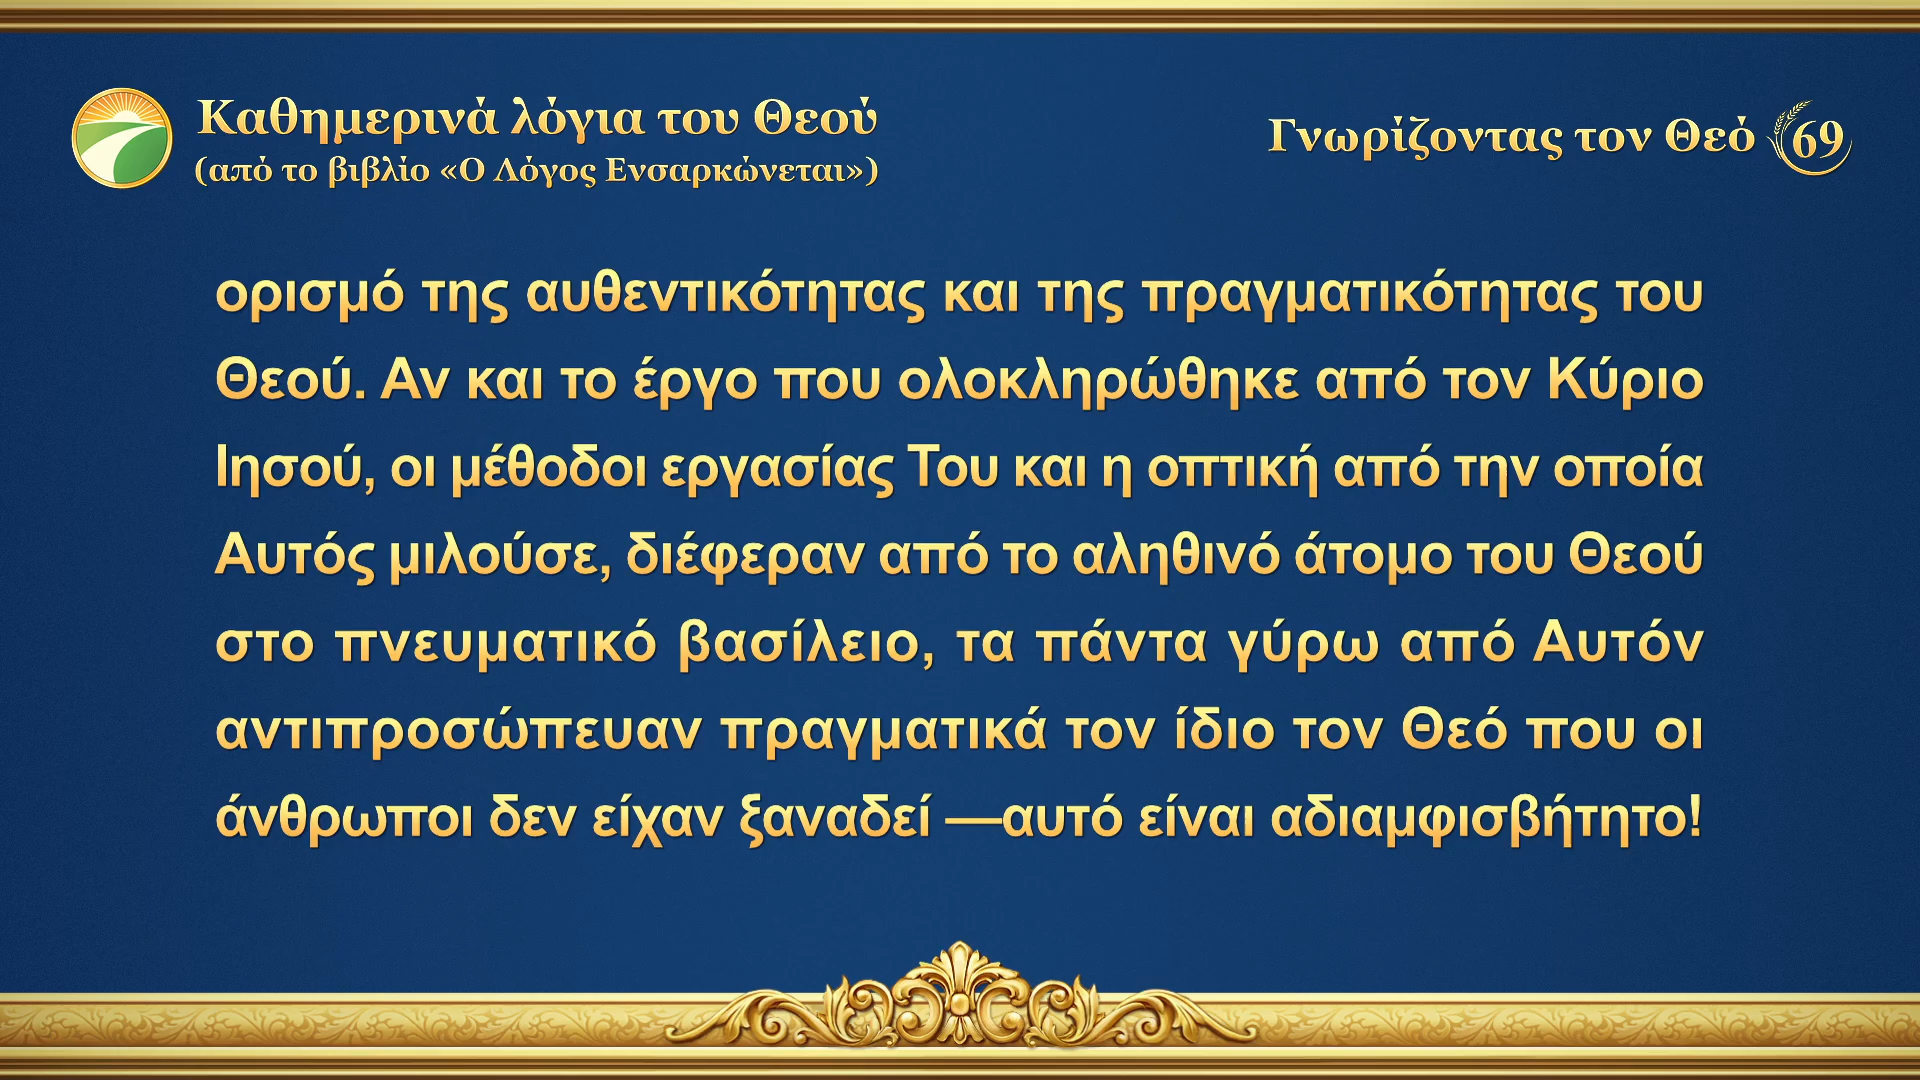 Καθημερινά λόγια του Θεού
(από το βιβλίο «Ο Λόγος Ενσαρκώνεται»)
Γνωρίζοντας τον Θεό 69
ορισμό της αυθεντικότητας και της πραγματικότητας του
Θεού. Αν και το έργο που ολοκληρώθηκε από τον Κύριο
Ιησού, οι μέθοδοι εργασίας Του και η οπτική από την οποία
Αυτός μιλούσε, διέφεραν από το αληθινό άτομο του Θεού
στο πνευματικό βασίλειο, τα πάντα γύρω από Αυτόν
αντιπροσώπευαν πραγματικά τον ίδιο τον Θεό που οι
άνθρωποι δεν είχαν ξαναδεί —αυτό είναι αδιαμφισβήτητο!